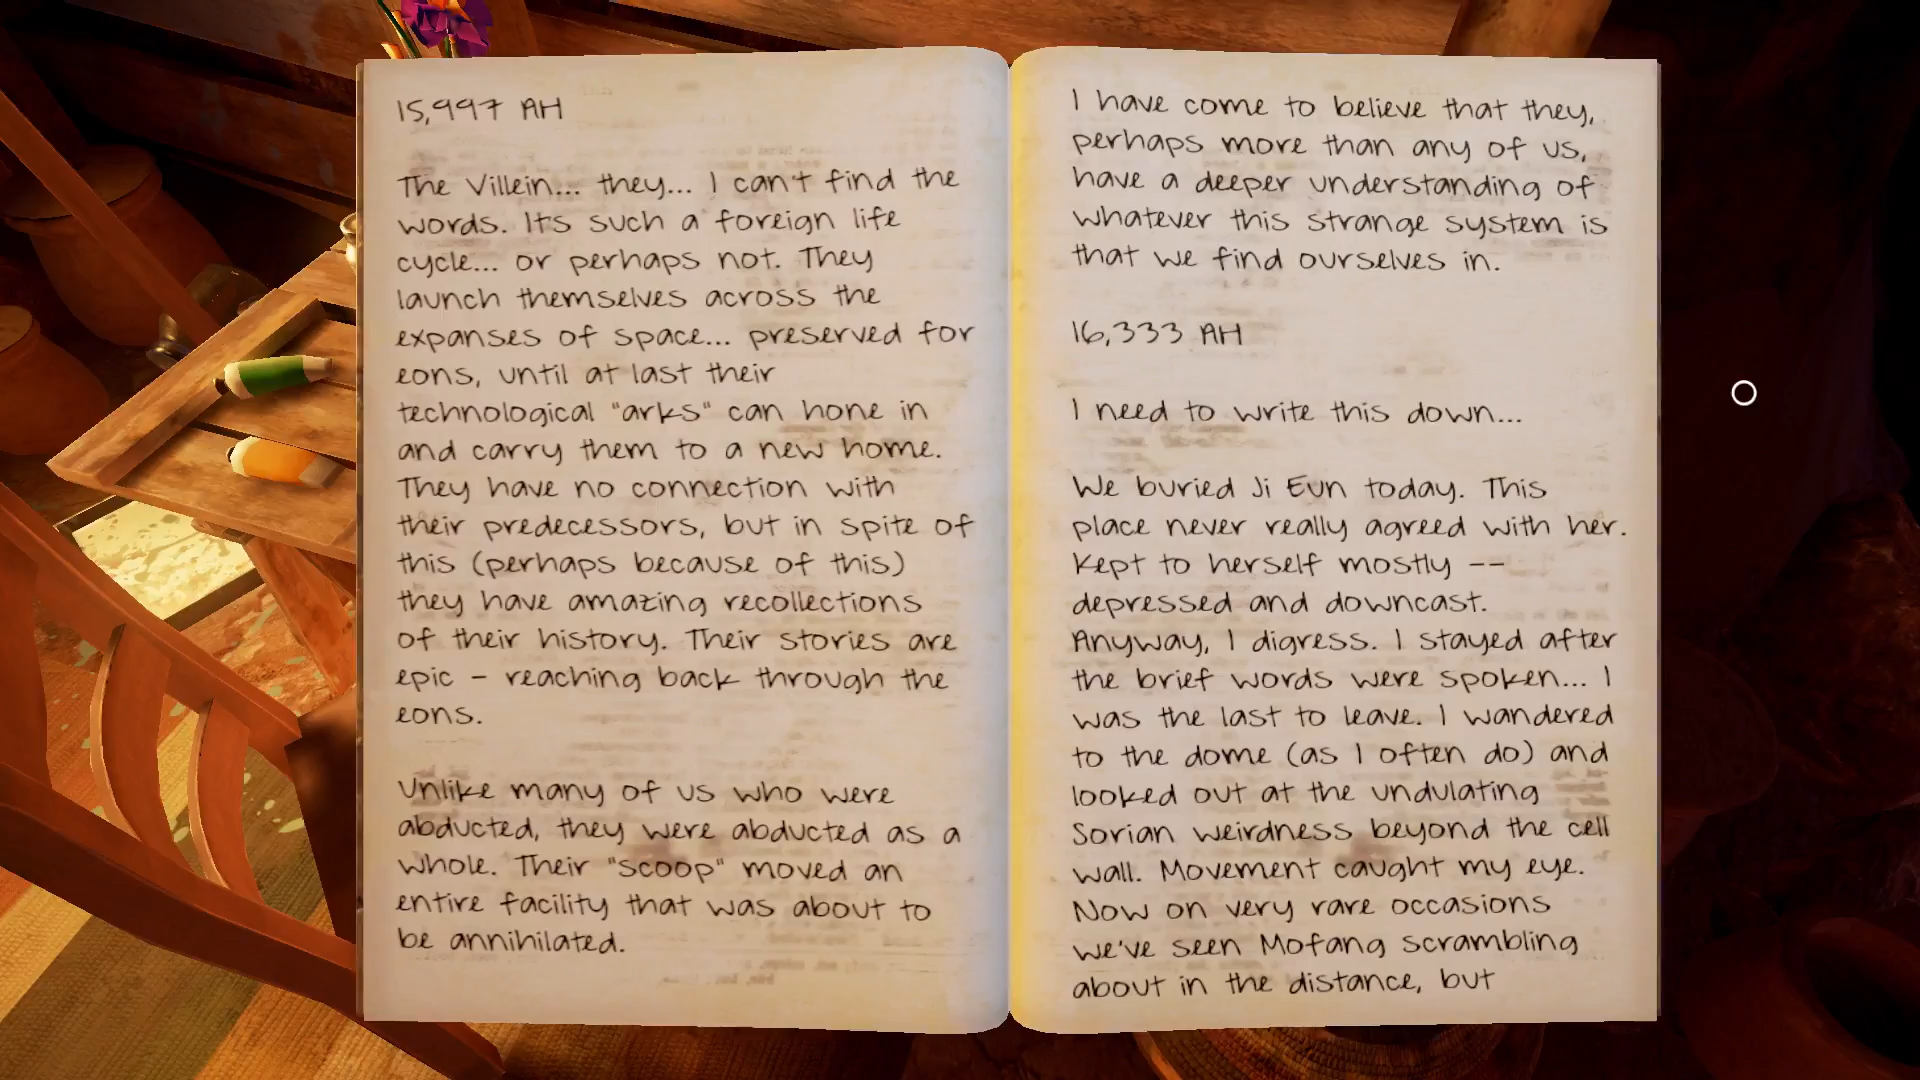 15,997 AH
The Villein... they... I can't find the
words. It's such a foreign life
cycle... or perhaps not. They
launch themselves across the
expanses of space... preserved for
eons, until at last their
technological "arks" can hone in
and carry them to a new home.
They have no connection with
their predecessors, but in spite of
this (perhaps because of this)
they have amazing recollections
of their history. Their stories are
epic - reaching back through the
eons.
Unlike many of us who were
abducted, they were abducted as a
whole. Their "scoop" moved an
entire facility that was about to
be annihilated.
I have come to believe that they,
perhaps more than any of us,
have a deeper understanding of
whatever this strange system is
that we find ourselves in.
16,333 AH
I need to write this down...
We buried Ji Eun today. This
place never really agreed with her.
Kept to herself mostly --
depressed and downcast.
Anyway, I digress. I stayed after
the brief words were spoken... I
was the last to leave. I wandered
to the dome (as I often do) and
looked out at the undulating
Sorian weirdness beyond the cell
wall. Movement caught my eye.
Now on very rare occasions
we've seen Mofang scrambling
about in the distance, but